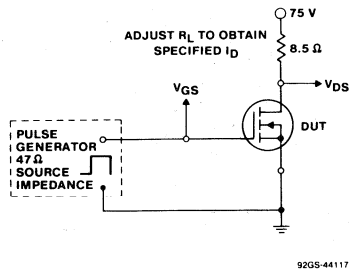 75 V
ADJUST RL TO OBTAIN
SPECIFIED ID
8.5 Ω
VGS
VDS
DUT
PULSE
GENERATOR
47 Ω
SOURCE
IMPEDANCE
92GS-44117